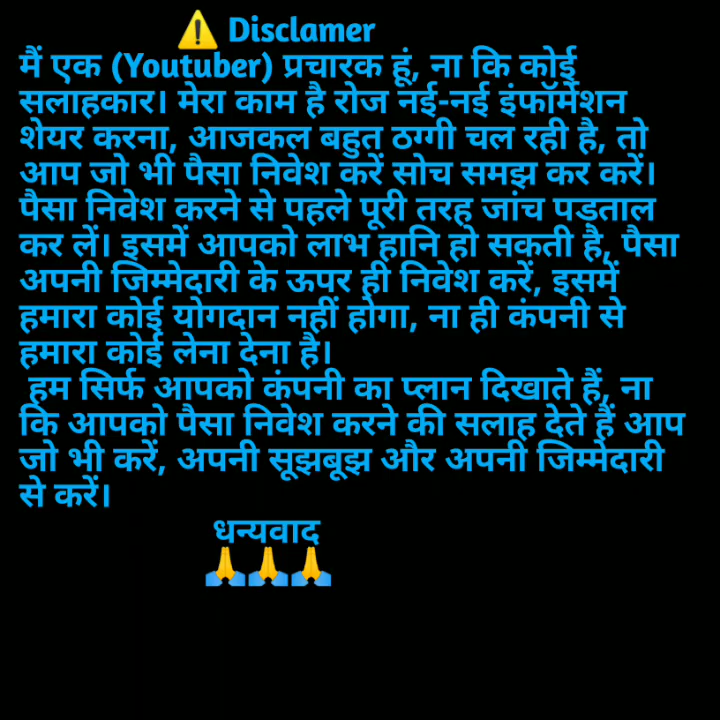 ⚠️ Disclamer
मैं एक (Youtuber) प्रचारक हूं, ना कि कोई
सलाहकार। मेरा काम है रोज नई-नई इंफॉर्मेशन
शेयर करना, आजकल बहुत ठग्गी चल रही है, तो
आप जो भी पैसा निवेश करें सोच समझ कर करें।
पैसा निवेश करने से पहले पूरी तरह जांच पड़ताल
कर लें। इसमें आपको लाभ हानि हो सकती है, पैसा
अपनी जिम्मेदारी के ऊपर ही निवेश करें, इसमें
हमारा कोई योगदान नहीं होगा, ना ही कंपनी से
हमारा कोई लेना देना है।
हम सिर्फ आपको कंपनी का प्लान दिखाते हैं, ना
कि आपको पैसा निवेश करने की सलाह देते हैं आप
जो भी करें, अपनी सूझबूझ और अपनी जिम्मेदारी
से करें।
धन्यवाद
🙏🙏🙏